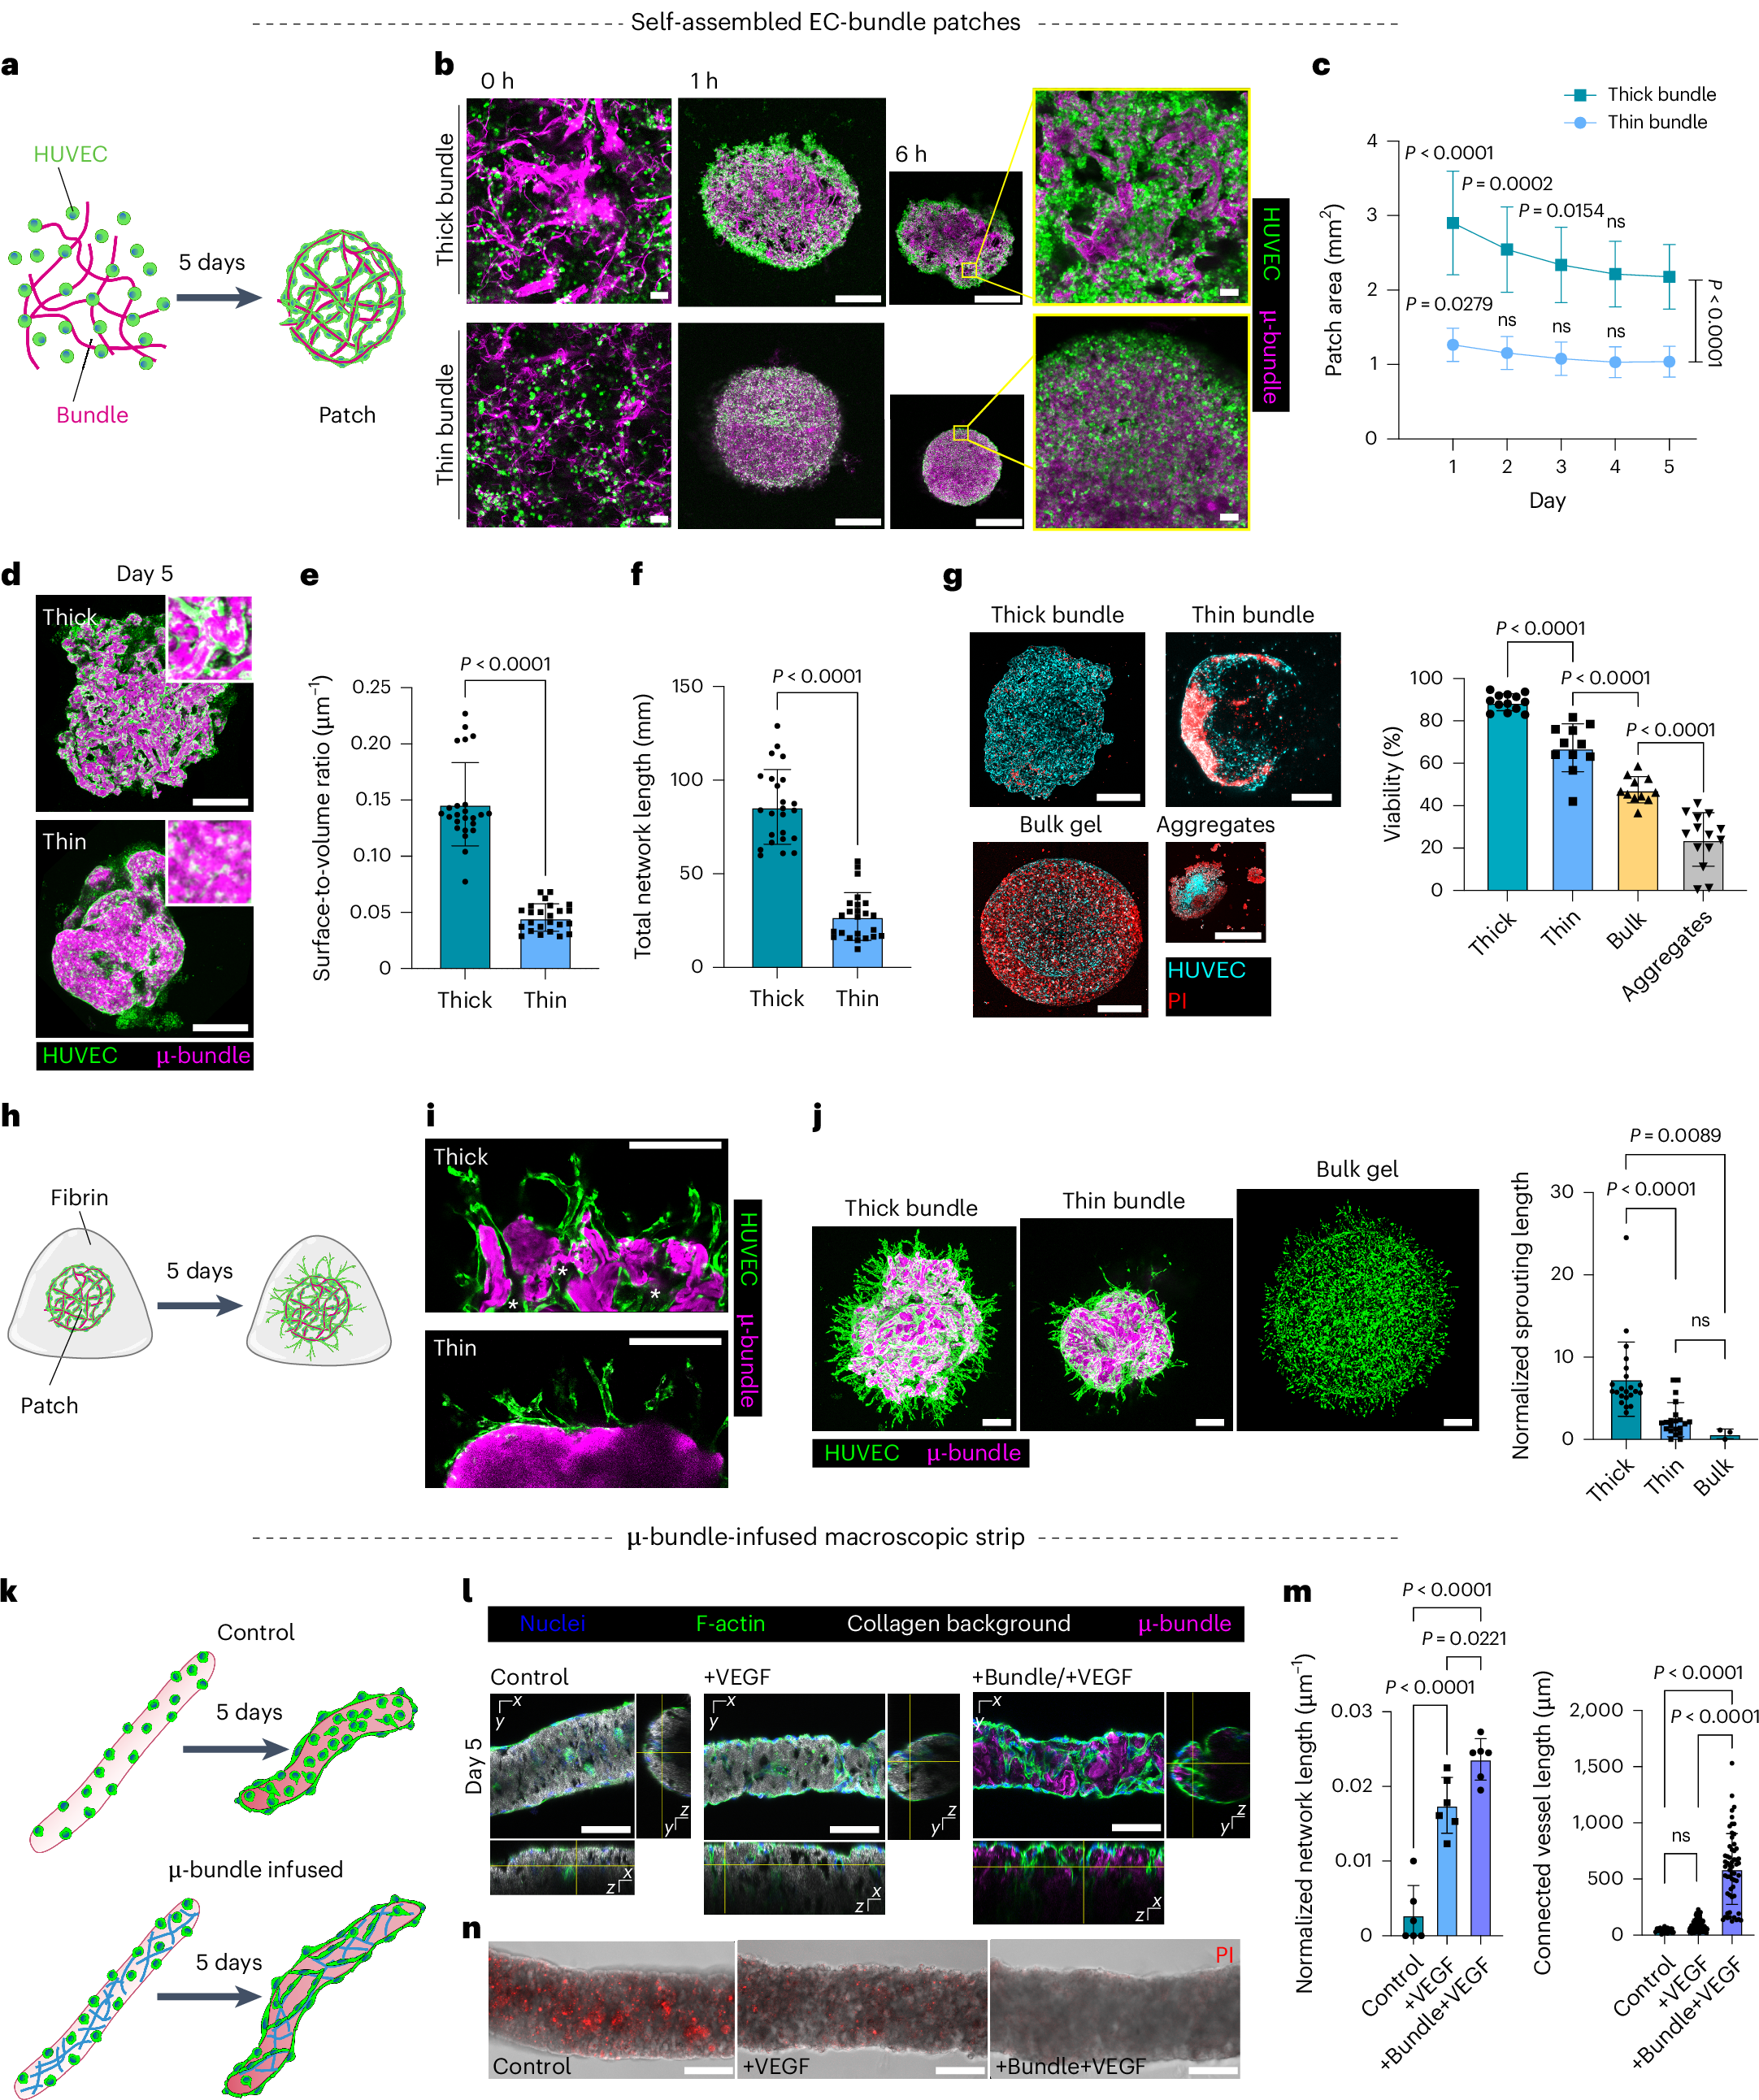 Self-assembled EC-bundle patches
a
HUVEC
5 days
Bundle
Patch
b
0 h
1 h
6 h
Thick bundle
Thin bundle
HUVEC
µ-bundle
c
Thick bundle
Thin bundle
Patch area (mm²)
4
3
2
1
0
P < 0.0001
P = 0.0002
P = 0.0154
ns
P = 0.0279
ns
ns
ns
P < 0.0001
1
2
3
4
5
Day
d
Day 5
Thick
Thin
HUVEC
µ-bundle
e
P < 0.0001
Surface-to-volume ratio (µm⁻¹)
0.25
0.20
0.15
0.10
0.05
0
Thick
Thin
f
P < 0.0001
Total network length (mm)
150
100
50
0
Thick
Thin
g
Thick bundle
Thin bundle
Bulk gel
Aggregates
HUVEC
PI
P < 0.0001
P < 0.0001
P < 0.0001
Viability (%)
100
80
60
40
20
0
Thick
Thin
Bulk
Aggregates
h
Fibrin
5 days
Patch
i
Thick
*
*
*
Thin
HUVEC
µ-bundle
j
Thick bundle
Thin bundle
Bulk gel
HUVEC
µ-bundle
P = 0.0089
P < 0.0001
ns
Normalized sprouting length
30
20
10
0
Thick
Thin
Bulk
µ-bundle-infused macroscopic strip
k
Control
5 days
µ-bundle infused
5 days
l
Nuclei
F-actin
Collagen background
µ-bundle
Day 5
Control
x
y
z
y
x
z
+VEGF
x
y
z
y
x
z
+Bundle/+VEGF
x
y
z
y
x
z
m
P < 0.0001
P = 0.0221
P < 0.0001
Normalized network length (µm⁻¹)
0.03
0.02
0.01
0
Control
+VEGF
+Bundle+VEGF
P < 0.0001
P < 0.0001
ns
Connected vessel length (µm)
2,000
1,500
1,000
500
0
Control
+VEGF
+Bundle+VEGF
n
PI
Control
+VEGF
+Bundle+VEGF